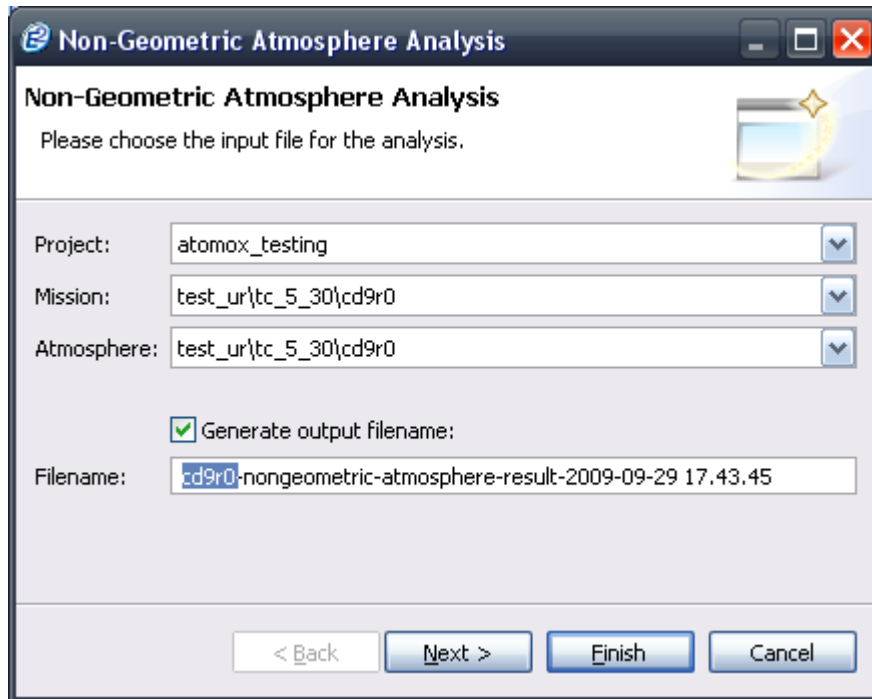 Non-Geometric Atmosphere Analysis
Non-Geometric Atmosphere Analysis
Please choose the input file for the analysis.
Project: atomox_testing
Mission: test_ur\tc_5_30\cd9r0
Atmosphere: test_ur\tc_5_30\cd9r0
Generate output filename:
Filename: cd9r0-nongeometric-atmosphere-result-2009-09-29 17.43.45
< Back Next > Finish Cancel